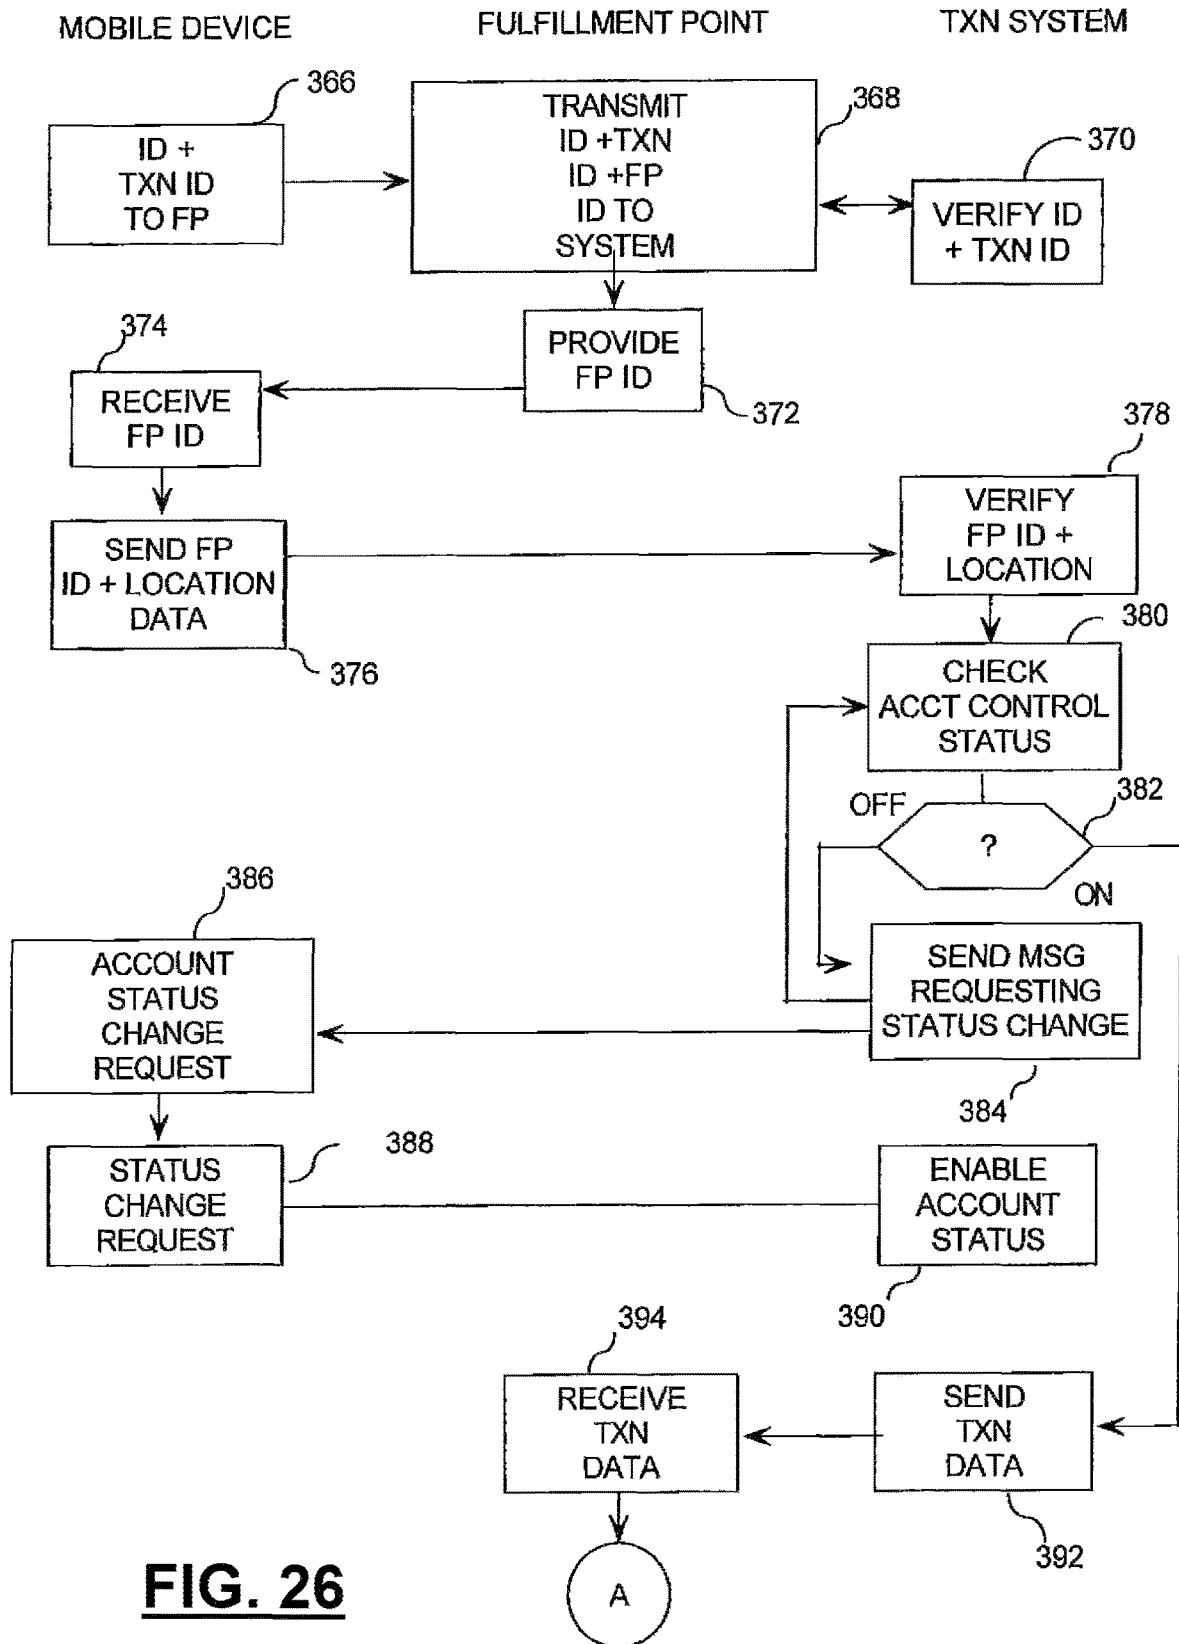 MOBILE DEVICE
FULFILLMENT POINT
TXN SYSTEM
366
ID +
TXN ID
TO FP
368
TRANSMIT
ID +TXN
ID +FP
ID TO
SYSTEM
370
VERIFY ID
+ TXN ID
374
RECEIVE
FP ID
PROVIDE
FP ID
372
378
VERIFY
FP ID +
LOCATION
SEND FP
ID + LOCATION
DATA
376
380
CHECK
ACCT CONTROL
STATUS
OFF
382
?
ON
386
ACCOUNT
STATUS
CHANGE
REQUEST
SEND MSG
REQUESTING
STATUS CHANGE
384
STATUS
CHANGE
REQUEST
388
ENABLE
ACCOUNT
STATUS
390
394
RECEIVE
TXN
DATA
SEND
TXN
DATA
392
A
FIG. 26